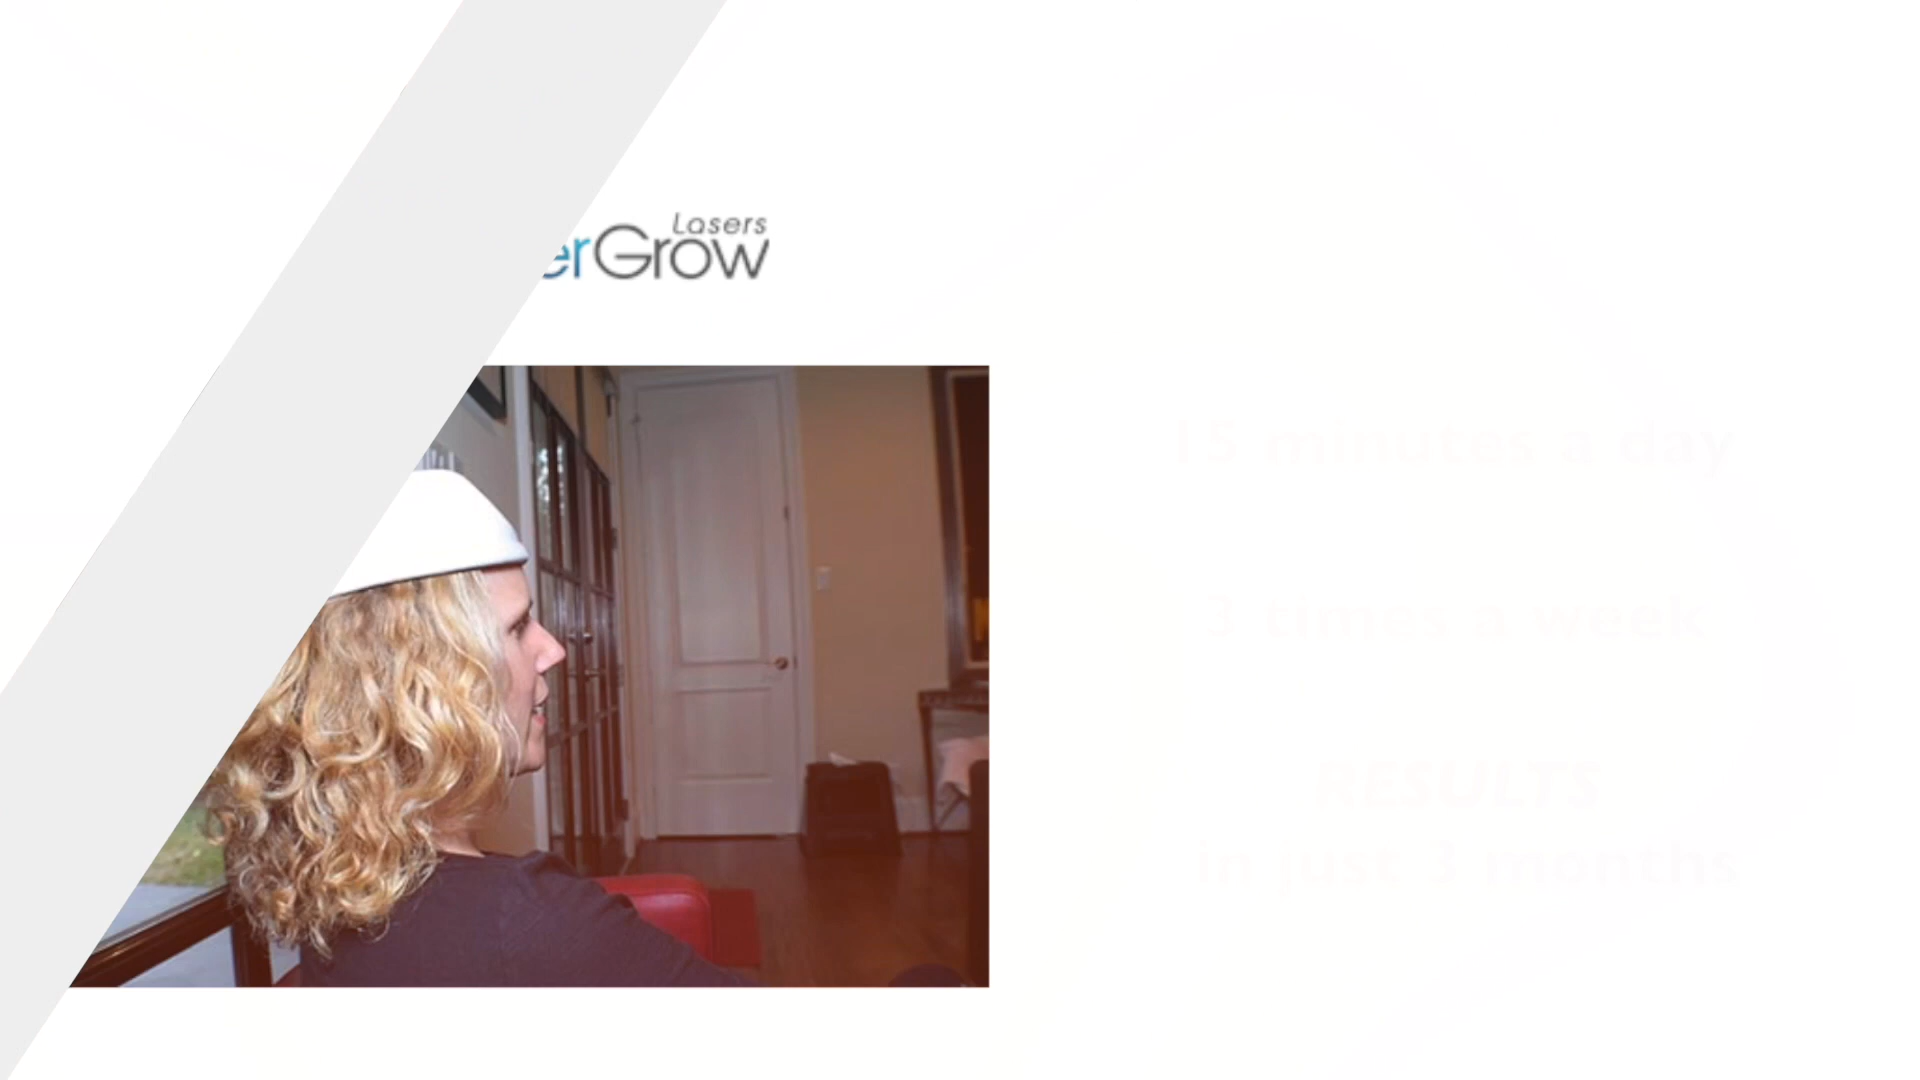 Lasers
erGrow
15 minutes a day
3 times a week
RESULTS
in just 3 months